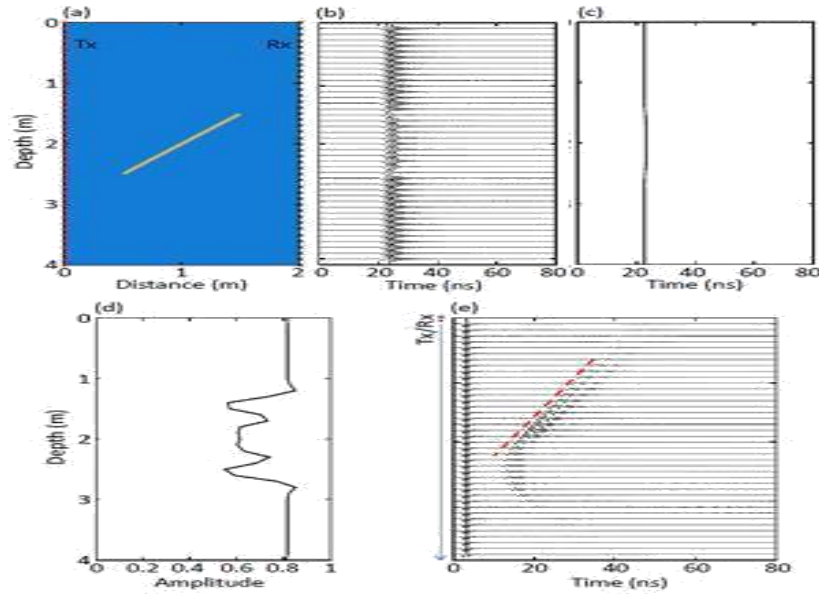 (a)
Tx
Rx
0
1
2
3
4
Depth (m)
0
1
2
Distance (m)
(b)
0
20
40
60
80
Time (ns)
(c)
0
20
40
60
80
Time (ns)
(d)
0
1
2
3
4
Depth (m)
0
0.2
0.4
0.6
0.8
1
Amplitude
(e)
Tx/Rx
0
20
40
60
80
Time (ns)